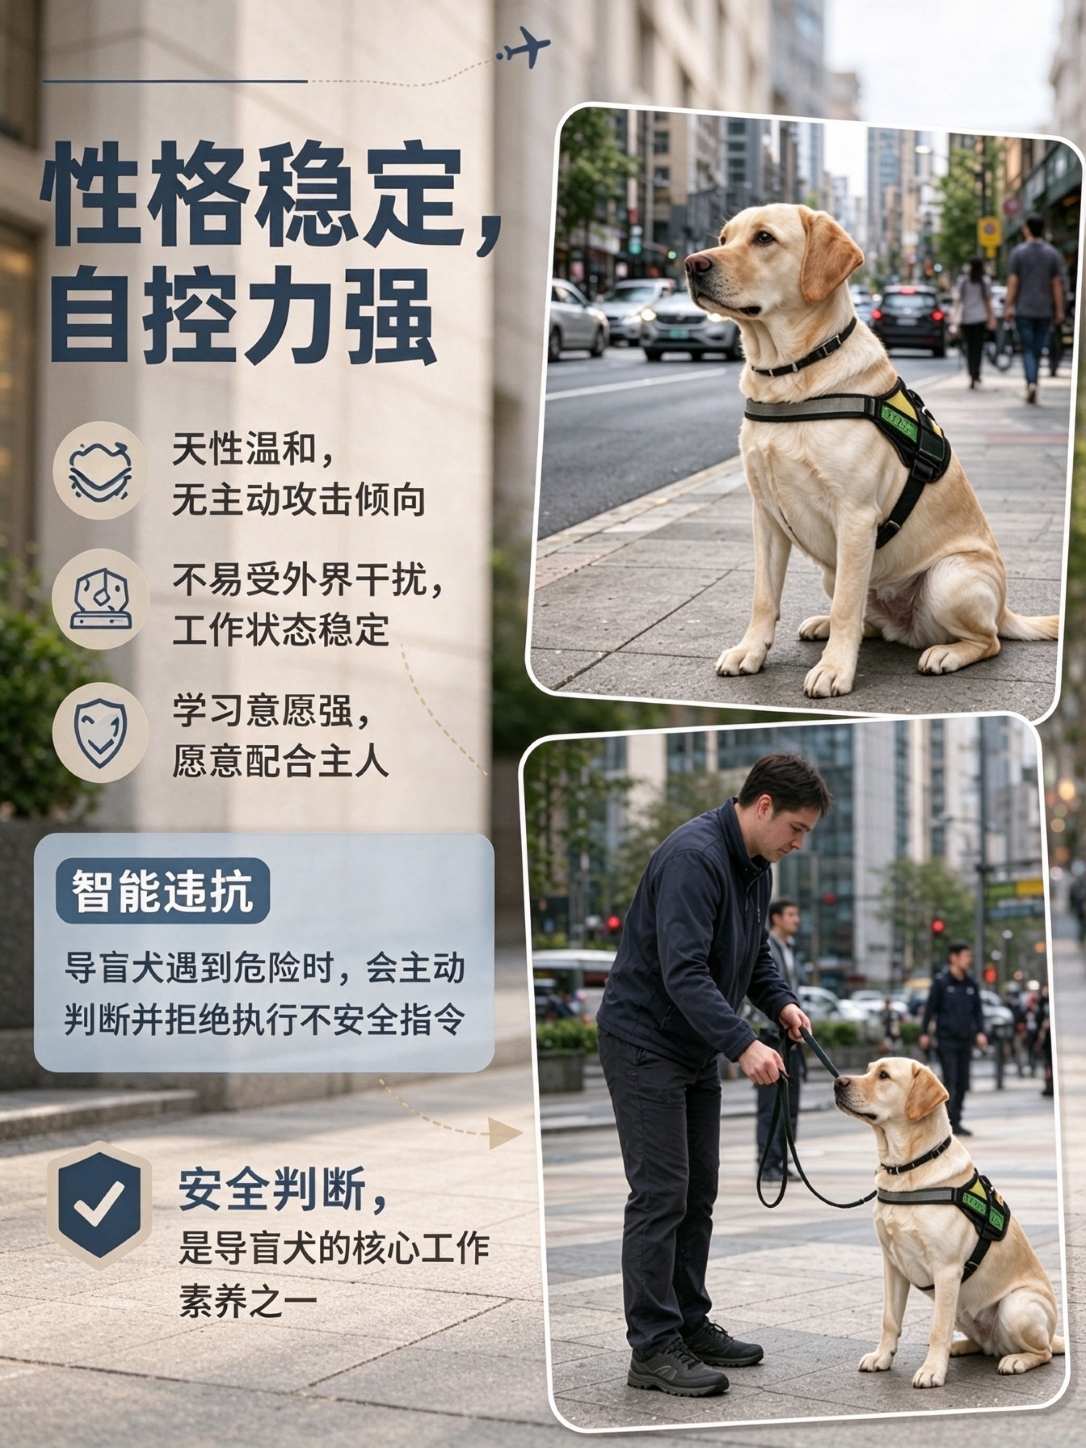 性格稳定，
自控力强
天性温和，
无主动攻击倾向
不易受外界干扰，
工作状态稳定
学习意愿强，
愿意配合主人
智能违抗
导盲犬遇到危险时，会主动
判断并拒绝执行不安全指令
安全判断，
是导盲犬的核心工作
素养之一